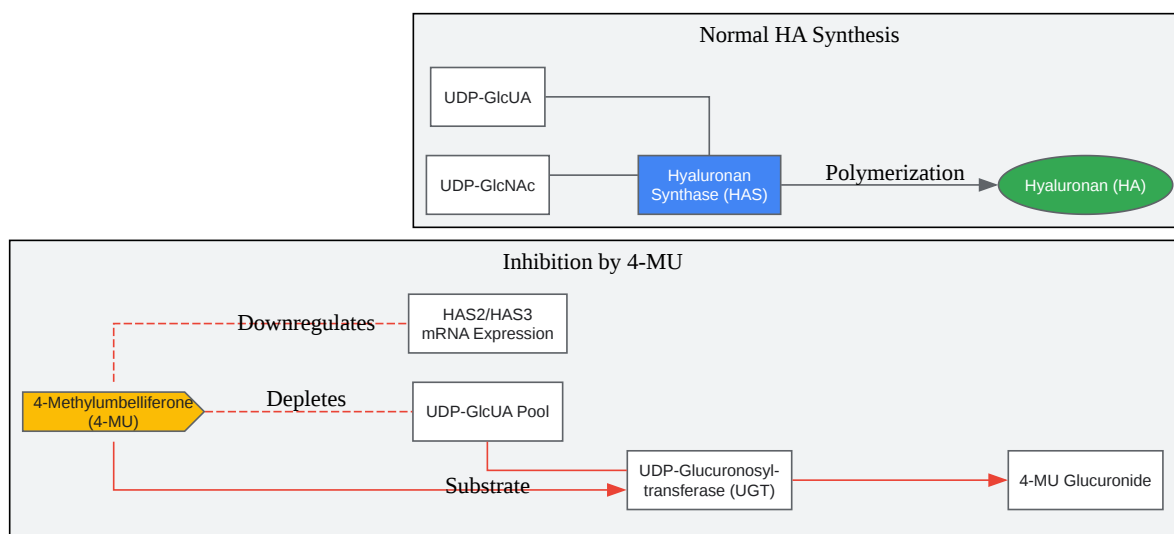 Normal HA Synthesis
UDP-GlcUA
UDP-GlcNAc
Hyaluronan
Synthase (HAS)
Polymerization
Hyaluronan (HA)
Inhibition by 4-MU
Downregulates
HAS2/HAS3
mRNA Expression
4-Methylumbelliferone
(4-MU)
Depletes
UDP-GlcUA Pool
Substrate
UDP-Glucuronosyl-
transferase (UGT)
4-MU Glucuronide